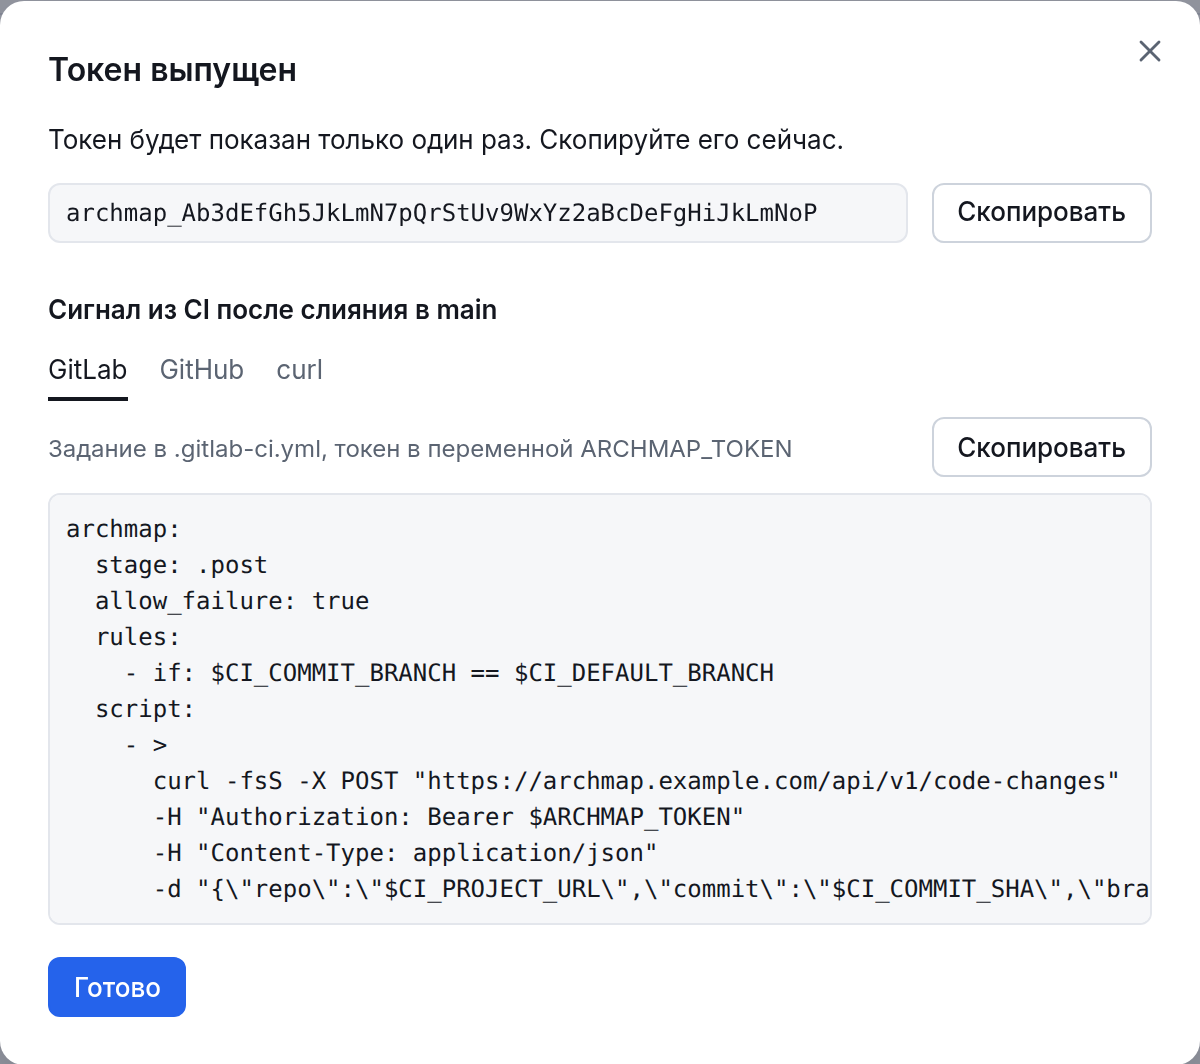 Токен выпущен
Токен будет показан только один раз. Скопируйте его сейчас.
archmap_Ab3dEfGh5JkLmN7pQrStUv9WxYz2aBcDeFgHiJkLmNoP
Скопировать
Сигнал из CI после слияния в main
GitLab GitHub curl
Задание в .gitlab-ci.yml, токен в переменной ARCHMAP_TOKEN
Скопировать
archmap:
  stage: .post
  allow_failure: true
  rules:
    - if: $CI_COMMIT_BRANCH == $CI_DEFAULT_BRANCH
  script:
    - >
      curl -fsS -X POST "https://archmap.example.com/api/v1/code-changes"
      -H "Authorization: Bearer $ARCHMAP_TOKEN"
      -H "Content-Type: application/json"
      -d "{\"repo\":\"$CI_PROJECT_URL\",\"commit\":\"$CI_COMMIT_SHA\",\"bra
Готово